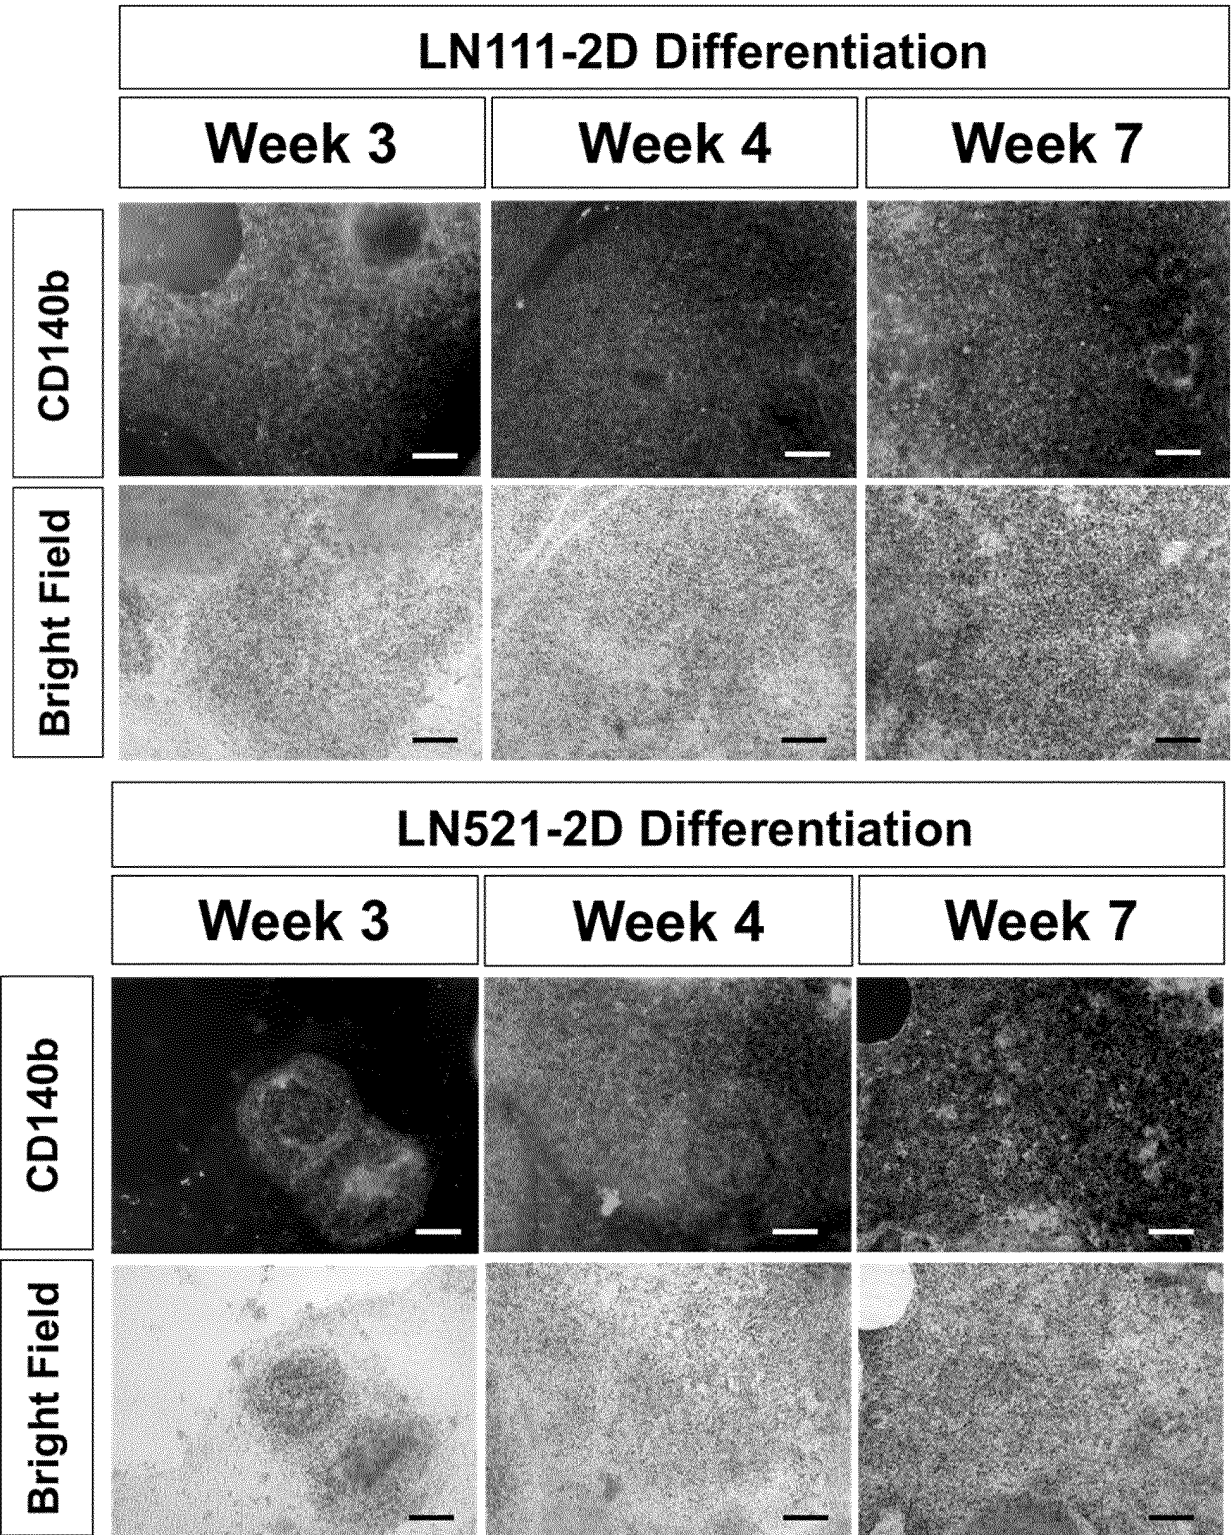 LN111-2D Differentiation
Week 3
Week 4
Week 7
CD140b
Bright Field
LN521-2D Differentiation
Week 3
Week 4
Week 7
CD140b
Bright Field